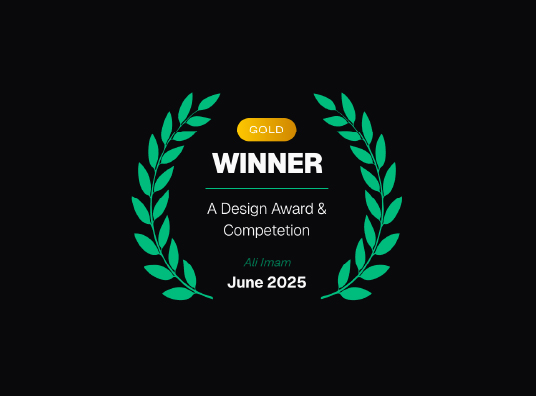 GOLD
WINNER
A Design Award &
Competetion
Ali Imam
June 2025